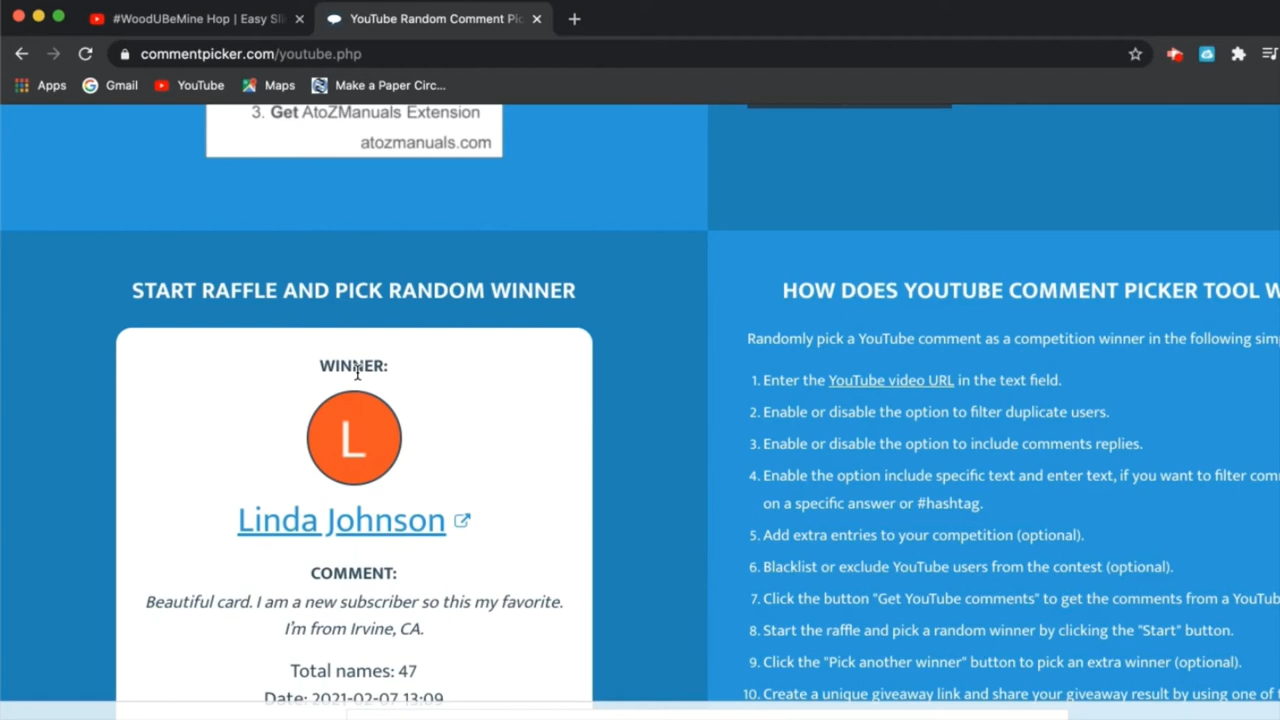 #WoodUBeMine Hop | Easy Sli
YouTube Random Comment Pic
commentpicker.com/youtube.php
Apps
Gmail
YouTube
Maps
Make a Paper Circ...
3. Get AtoZManuals Extension
atozmanuals.com
START RAFFLE AND PICK RANDOM WINNER
WINNER:
L
Linda Johnson
COMMENT:
Beautiful card. I am a new subscriber so this my favorite.
I'm from Irvine, CA.
Total names: 47
Date: 2021-02-07 13:09
HOW DOES YOUTUBE COMMENT PICKER TOOL W
Randomly pick a YouTube comment as a competition winner in the following sim
1. Enter the YouTube video URL in the text field.
2. Enable or disable the option to filter duplicate users.
3. Enable or disable the option to include comments replies.
4. Enable the option include specific text and enter text, if you want to filter com
on a specific answer or #hashtag.
5. Add extra entries to your competition (optional).
6. Blacklist or exclude YouTube users from the contest (optional).
7. Click the button "Get YouTube comments" to get the comments from a YouTub
8. Start the raffle and pick a random winner by clicking the "Start" button.
9. Click the "Pick another winner" button to pick an extra winner (optional).
10. Create a unique giveaway link and share your giveaway result by using one of t